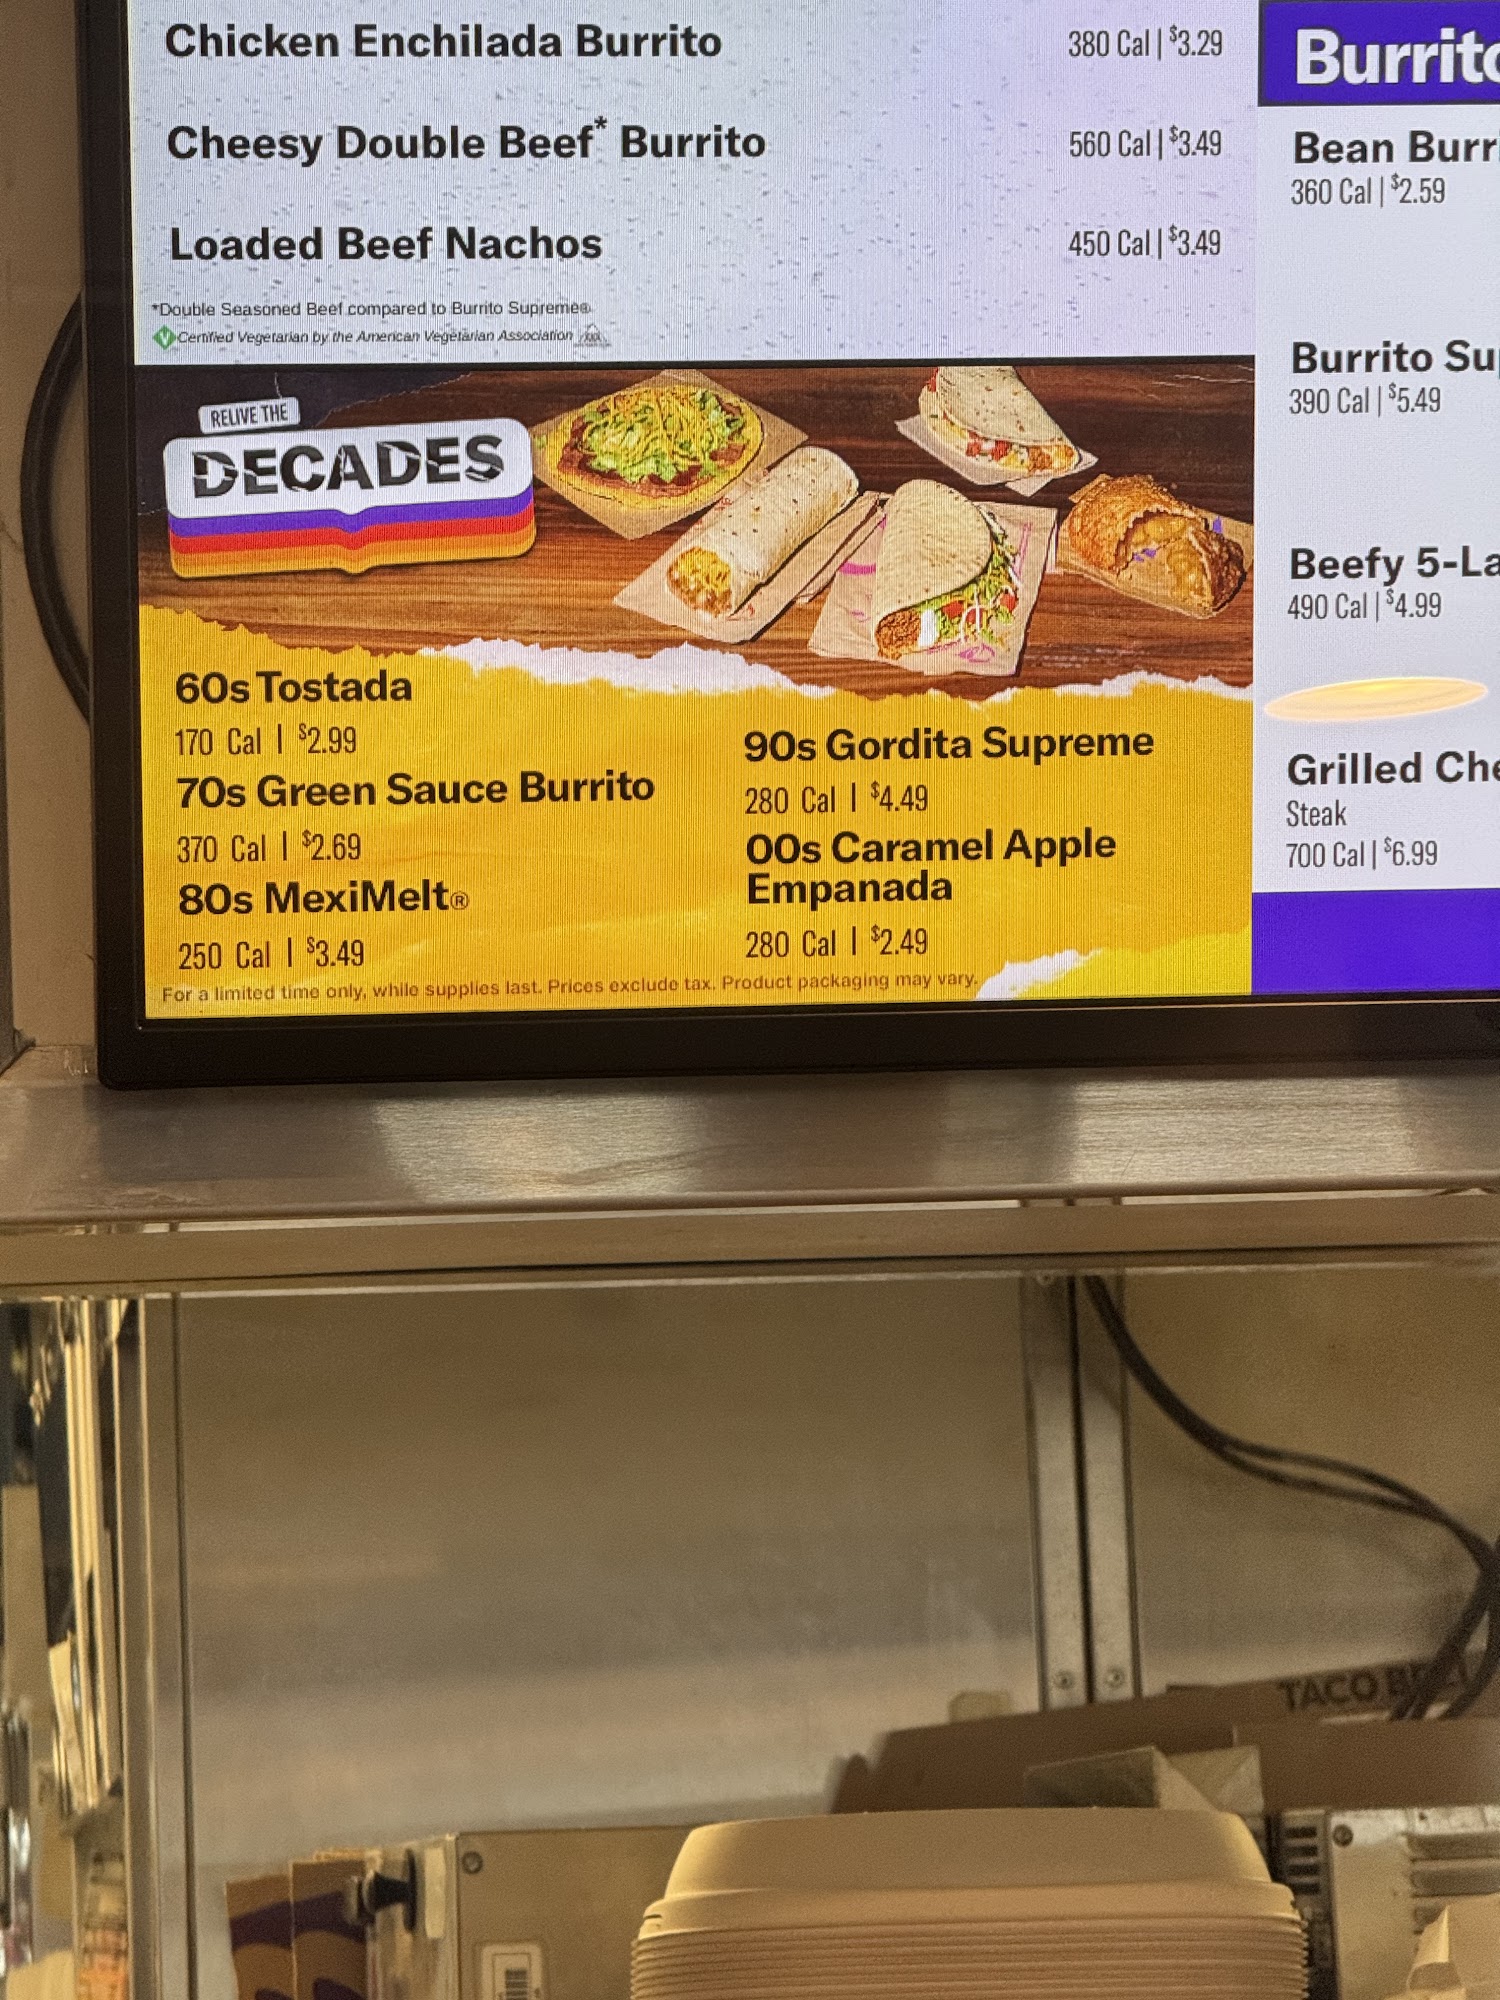 Chicken Enchilada Burrito 380 Cal | $3.29
Cheesy Double Beef* Burrito 560 Cal | $3.49
Loaded Beef Nachos 450 Cal | $3.49
*Double Seasoned Beef compared to Burrito Supreme®
V Certified Vegetarian by the American Vegetarian Association
RELIVE THE
DECADES
60s Tostada
170 Cal | $2.99
70s Green Sauce Burrito
370 Cal | $2.69
80s MexiMelt®
250 Cal | $3.49
90s Gordita Supreme
280 Cal | $4.49
00s Caramel Apple
Empanada
280 Cal | $2.49
For a limited time only, while supplies last. Prices exclude tax. Product packaging may vary.
Burrito
Bean Burr
360 Cal | $2.59
Burrito Su
390 Cal | $5.49
Beefy 5-La
490 Cal | $4.99
Grilled Che
Steak
700 Cal | $6.99
TACO BELL